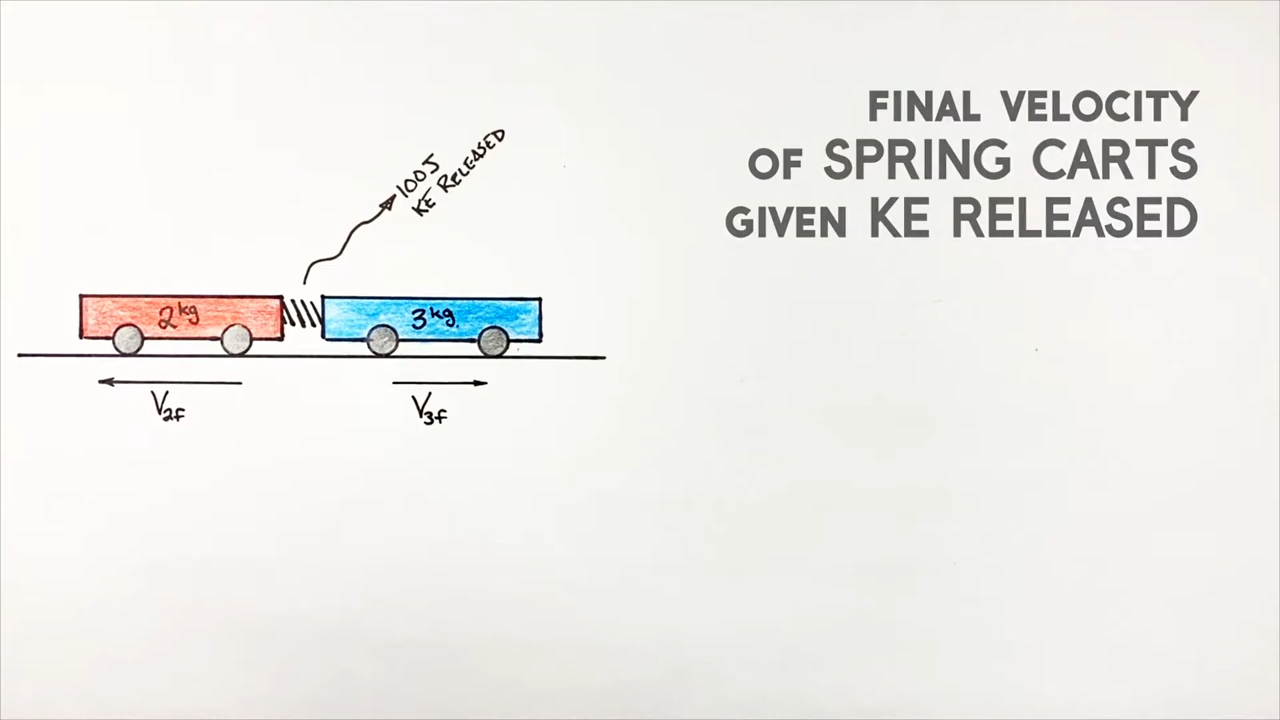 FINAL VELOCITY
OF SPRING CARTS
GIVEN KE RELEASED
100J
KE RELEASED
2kg
3kg
V2f
V3f